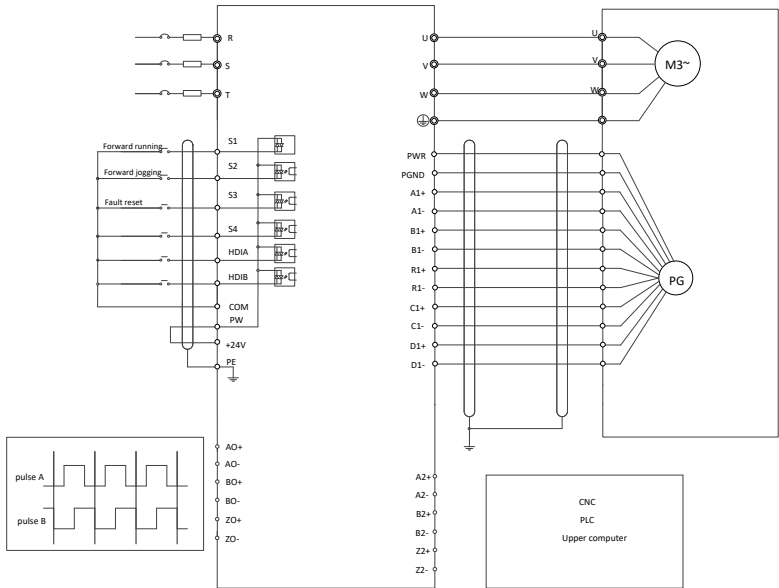 R
S
T
U
V
W
U
V
W
M3~
Forward running
Forward jogging
Fault reset
S1
S2
S3
S4
HDIA
HDIB
COM
PW
+24V
PE
PWR
PGND
A1+
A1-
B1+
B1-
R1+
R1-
C1+
C1-
D1+
D1-
PG
pulse A
pulse B
AO+
AO-
BO+
BO-
ZO+
ZO-
A2+
A2-
B2+
B2-
Z2+
Z2-
CNC
PLC
Upper computer